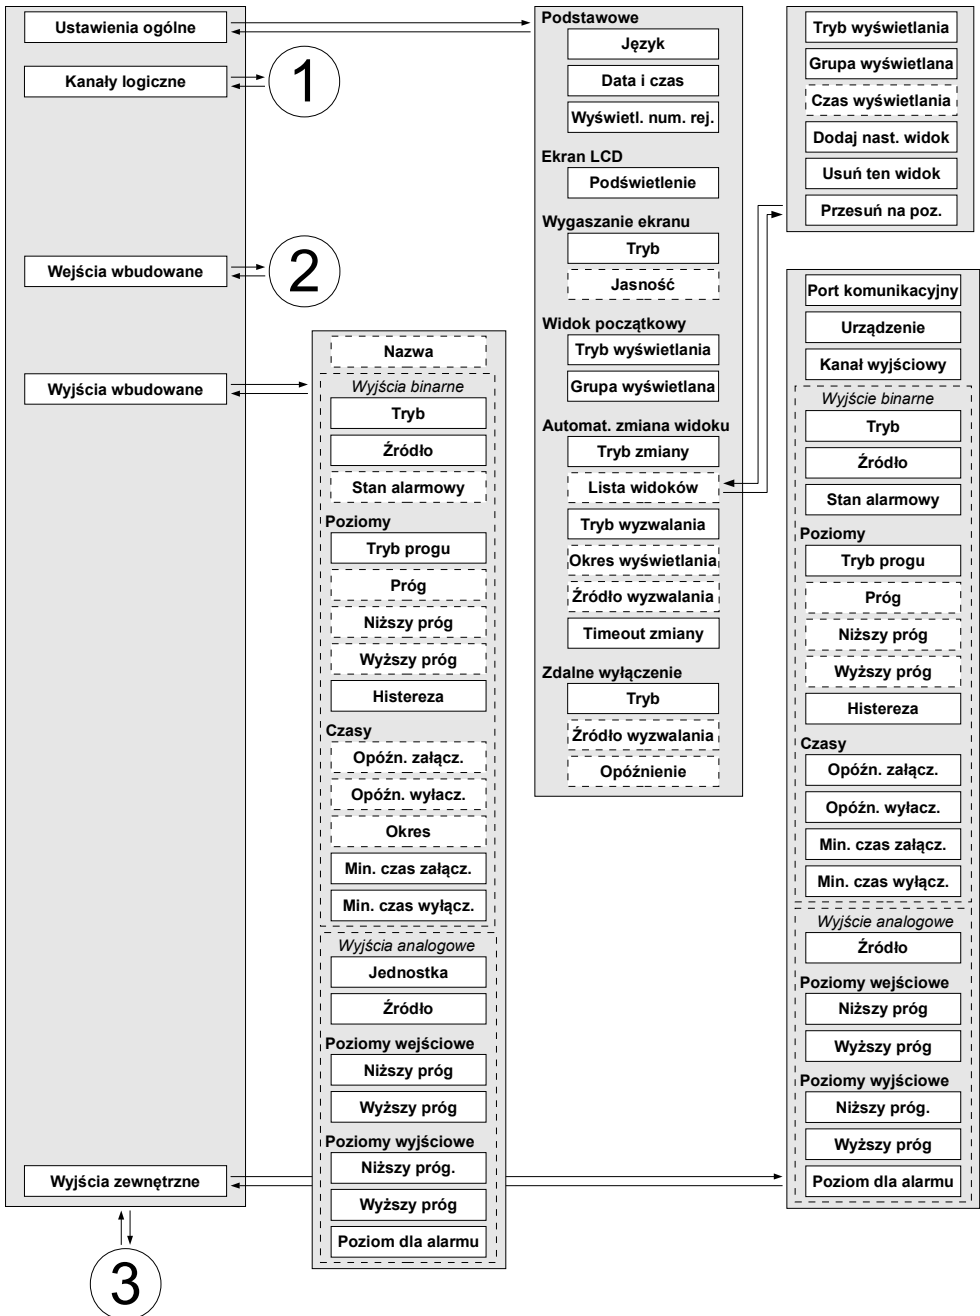 Ustawienia ogólne
Kanały logiczne
1
Wejścia wbudowane
2
Wyjścia wbudowane
Wyjścia zewnętrzne
3
Nazwa
Wyjścia binarne
Tryb
Źródło
Stan alarmowy
Poziomy
Tryb progu
Próg
Niższy próg
Wyższy próg
Histereza
Czasy
Opóźn. załącz.
Opóźn. wyłacz.
Okres
Min. czas załącz.
Min. czas wyłącz.
Wyjścia analogowe
Jednostka
Źródło
Poziomy wejściowe
Niższy próg
Wyższy próg
Poziomy wyjściowe
Niższy próg.
Wyższy próg
Poziom dla alarmu
Podstawowe
Język
Data i czas
Wyświetl. num. rej.
Ekran LCD
Podświetlenie
Wygaszanie ekranu
Tryb
Jasność
Widok początkowy
Tryb wyświetlania
Grupa wyświetlana
Automat. zmiana widoku
Tryb zmiany
Lista widoków
Tryb wyzwalania
Okres wyświetlania
Źródło wyzwalania
Timeout zmiany
Zdalne wyłączenie
Tryb
Źródło wyzwalania
Opóźnienie
Tryb wyświetlania
Grupa wyświetlana
Czas wyświetlania
Dodaj nast. widok
Usuń ten widok
Przesuń na poz.
Port komunikacyjny
Urządzenie
Kanał wyjściowy
Wyjście binarne
Tryb
Źródło
Stan alarmowy
Poziomy
Tryb progu
Próg
Niższy próg
Wyższy próg
Histereza
Czasy
Opóźn. załącz.
Opóźn. wyłacz.
Min. czas załącz.
Min. czas wyłącz.
Wyjście analogowe
Źródło
Poziomy wejściowe
Niższy próg
Wyższy próg
Poziomy wyjściowe
Niższy próg.
Wyższy próg
Poziom dla alarmu